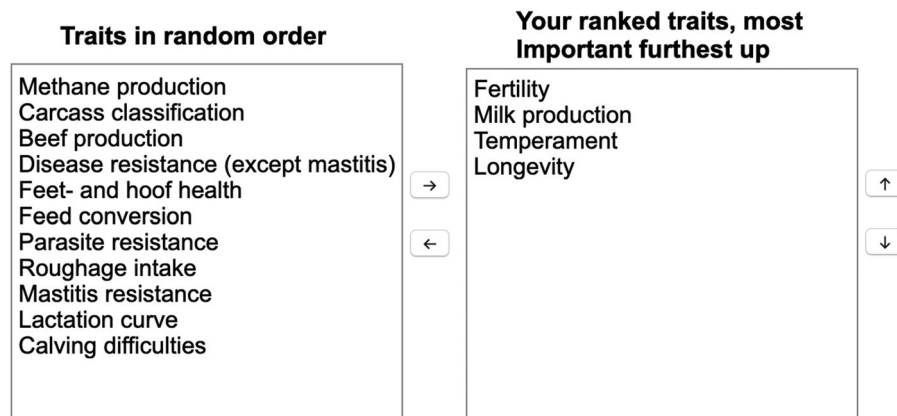 Traits in random order
Methane production
Carcass classification
Beef production
Disease resistance (except mastitis)
Feet- and hoof health
Feed conversion
Parasite resistance
Roughage intake
Mastitis resistance
Lactation curve
Calving difficulties
→
←
Your ranked traits, most
Important furthest up
Fertility
Milk production
Temperament
Longevity
↑
↓